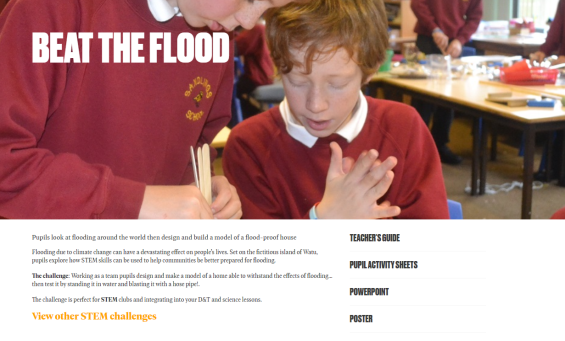 BEAT THE FLOOD
Pupils look at flooding around the world then design and build a model of a flood-proof house
Flooding due to climate change can have a devastating effect on people's lives. Set on the fictitious island of Watu,
pupils explore how STEM skills can be used to help communities be better prepared for flooding.
The challenge: Working as a team pupils design and make a model of a home able to withstand the effects of flooding...
then test it by standing it in water and blasting it with a hose pipe!.
The challenge is perfect for STEM clubs and integrating into your D&T and science lessons.
View other STEM challenges
TEACHER'S GUIDE
PUPIL ACTIVITY SHEETS
POWERPOINT
POSTER